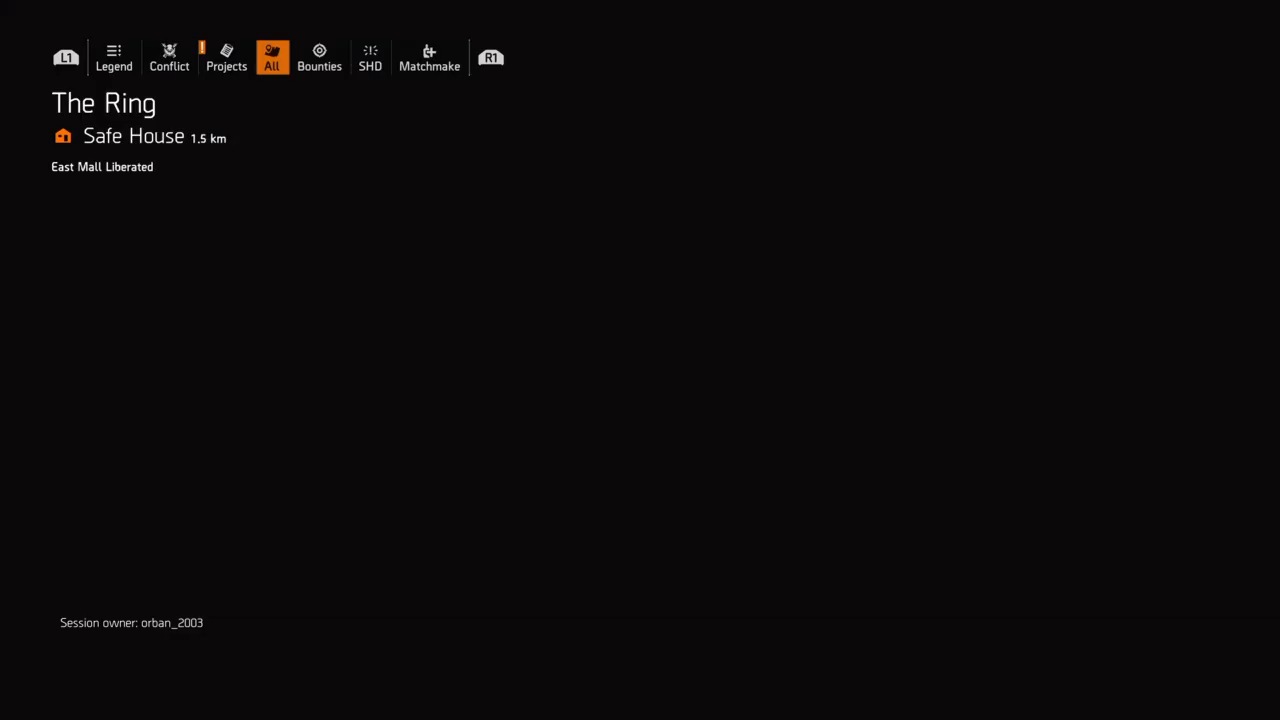 L1 Legend Conflict ! Projects All Bounties SHD Matchmake R1
The Ring
Safe House 1.5 km
East Mall Liberated
Session owner: orban_2003